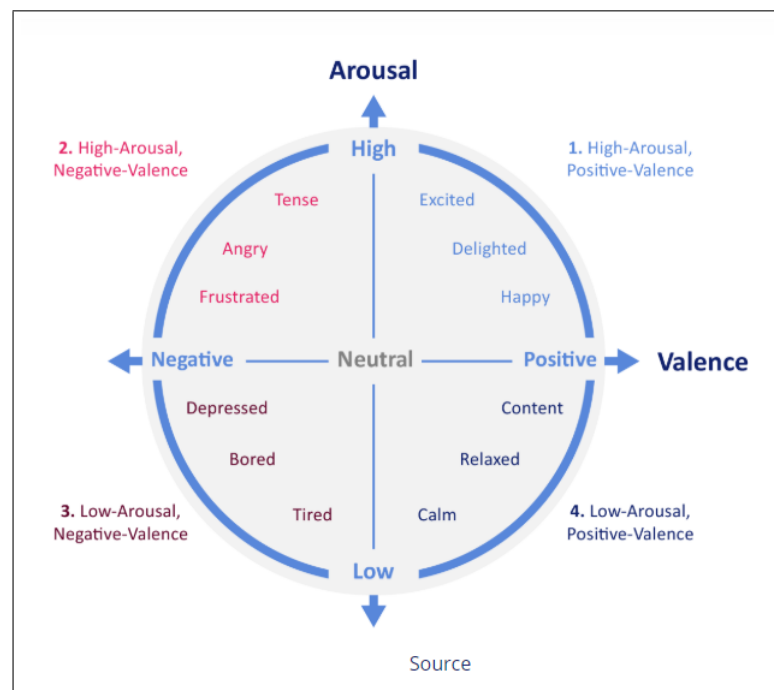 Arousal
2. High-Arousal,
Negative-Valence
High
1. High-Arousal,
Positive-Valence
Tense
Excited
Angry
Delighted
Frustrated
Happy
Negative
Neutral
Positive
Valence
Depressed
Content
Bored
Relaxed
Tired
Calm
3. Low-Arousal,
Negative-Valence
4. Low-Arousal,
Positive-Valence
Low
Source